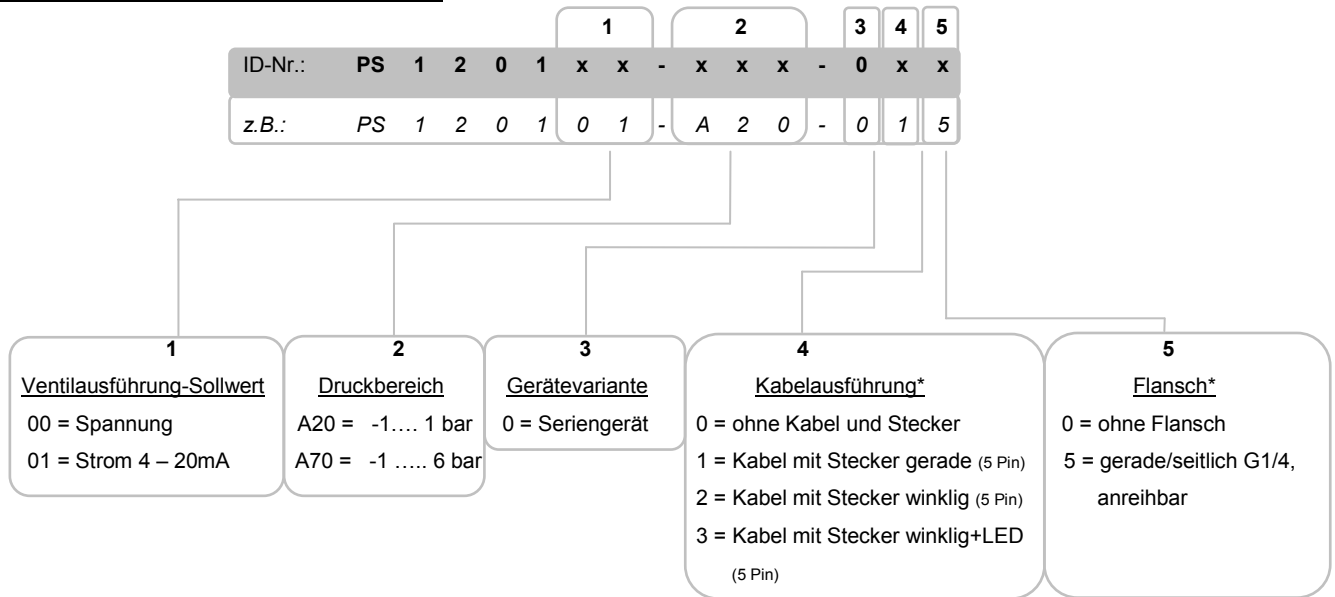 1 2 3 4 5
ID-Nr.: PS 1 2 0 1 x x - x x x - 0 x x
z.B.: PS 1 2 0 1 0 1 - A 2 0 - 0 1 5
1
Ventilausführung-Sollwert
00 = Spannung
01 = Strom 4 – 20mA
2
Druckbereich
A20 = -1…. 1 bar
A70 = -1 ….. 6 bar
3
Gerätevariante
0 = Seriengerät
4
Kabelausführung*
0 = ohne Kabel und Stecker
1 = Kabel mit Stecker gerade (5 Pin)
2 = Kabel mit Stecker winklig (5 Pin)
3 = Kabel mit Stecker winklig+LED
(5 Pin)
5
Flansch*
0 = ohne Flansch
5 = gerade/seitlich G1/4,
anreihbar